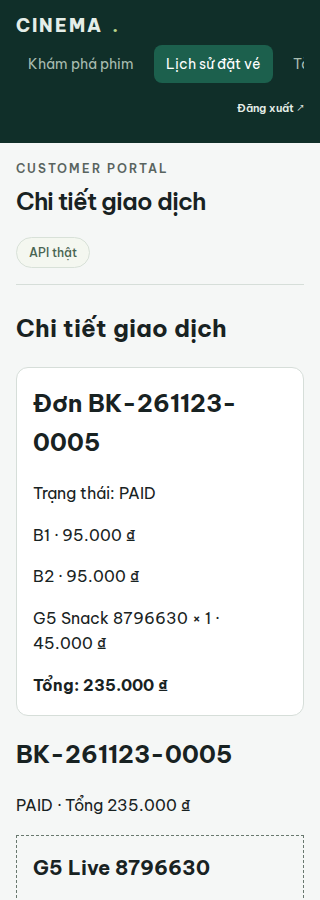 CINEMA .
Khám phá phim Lịch sử đặt vé
Đăng xuất ↗
CUSTOMER PORTAL
Chi tiết giao dịch
API thật
Chi tiết giao dịch
Đơn BK-261123-
0005
Trạng thái: PAID
B1 · 95.000 ₫
B2 · 95.000 ₫
G5 Snack 8796630 × 1 ·
45.000 ₫
Tổng: 235.000 ₫
BK-261123-0005
PAID · Tổng 235.000 ₫
G5 Live 8796630